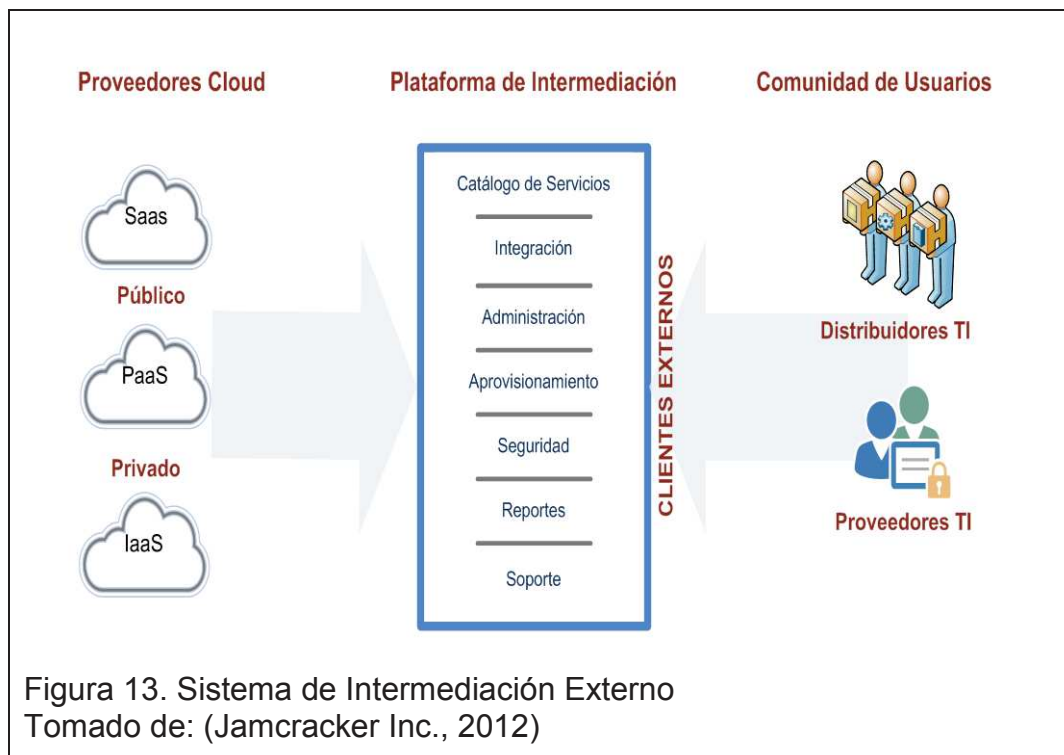 Proveedores Cloud
Plataforma de Intermediación
Comunidad de Usuarios
Saas
Público
PaaS
Privado
IaaS
Catálogo de Servicios
Integración
Administración
Aprovisionamiento
Seguridad
Reportes
Soporte
CLIENTES EXTERNOS
Distribuidores TI
Proveedores TI
Figura 13. Sistema de Intermediación Externo
Tomado de: (Jamcracker Inc., 2012)